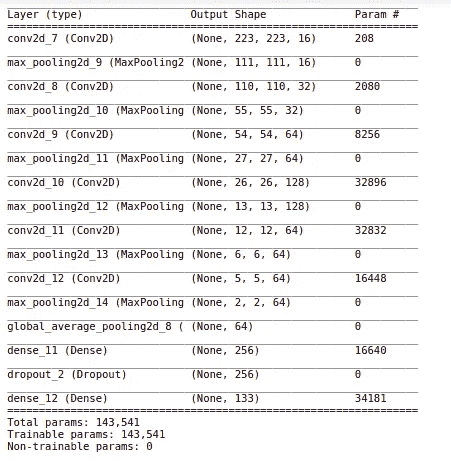 Layer (type) Output Shape Param #
=================================================================
conv2d_7 (Conv2D) (None, 223, 223, 16) 208
max_pooling2d_9 (MaxPooling2 (None, 111, 111, 16) 0
conv2d_8 (Conv2D) (None, 110, 110, 32) 2080
max_pooling2d_10 (MaxPooling (None, 55, 55, 32) 0
conv2d_9 (Conv2D) (None, 54, 54, 64) 8256
max_pooling2d_11 (MaxPooling (None, 27, 27, 64) 0
conv2d_10 (Conv2D) (None, 26, 26, 128) 32896
max_pooling2d_12 (MaxPooling (None, 13, 13, 128) 0
conv2d_11 (Conv2D) (None, 12, 12, 64) 32832
max_pooling2d_13 (MaxPooling (None, 6, 6, 64) 0
conv2d_12 (Conv2D) (None, 5, 5, 64) 16448
max_pooling2d_14 (MaxPooling (None, 2, 2, 64) 0
global_average_pooling2d_8 ( (None, 64) 0
dense_11 (Dense) (None, 256) 16640
dropout_2 (Dropout) (None, 256) 0
dense_12 (Dense) (None, 133) 34181
=================================================================
Total params: 143,541
Trainable params: 143,541
Non-trainable params: 0